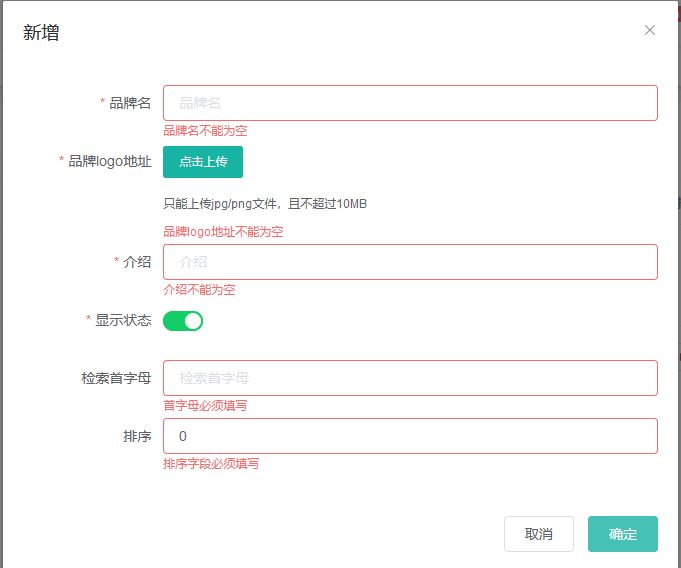 新增
* 品牌名
品牌名
品牌名不能为空
* 品牌logo地址
点击上传
只能上传jpg/png文件，且不超过10MB
品牌logo地址不能为空
* 介绍
介绍
介绍不能为空
* 显示状态
检索首字母
检索首字母
首字母必须填写
排序
0
排序字段必须填写
取消
确定